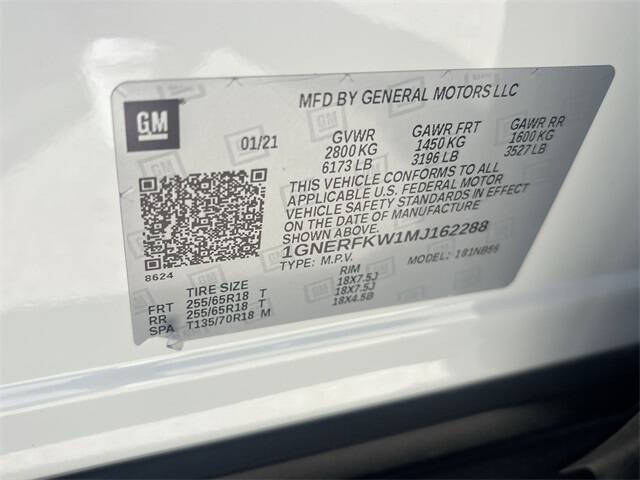 MFD BY GENERAL MOTORS LLC
GM
01/21
GVWR GAWR FRT GAWR RR
2800 KG 1450 KG 1600 KG
6173 LB 3196 LB 3527 LB
THIS VEHICLE CONFORMS TO ALL
APPLICABLE U.S. FEDERAL MOTOR
VEHICLE SAFETY STANDARDS IN EFFECT
ON THE DATE OF MANUFACTURE
SHOWN ABOVE.
1GNERFKW1MJ162288
TYPE: M.P.V. MODEL: 1B1NB56
8624
TIRE SIZE RIM
FRT 255/65R18 T 18X7.5J
RR 255/65R18 T 18X7.5J
SPA T135/70R18 M 18X4.5B